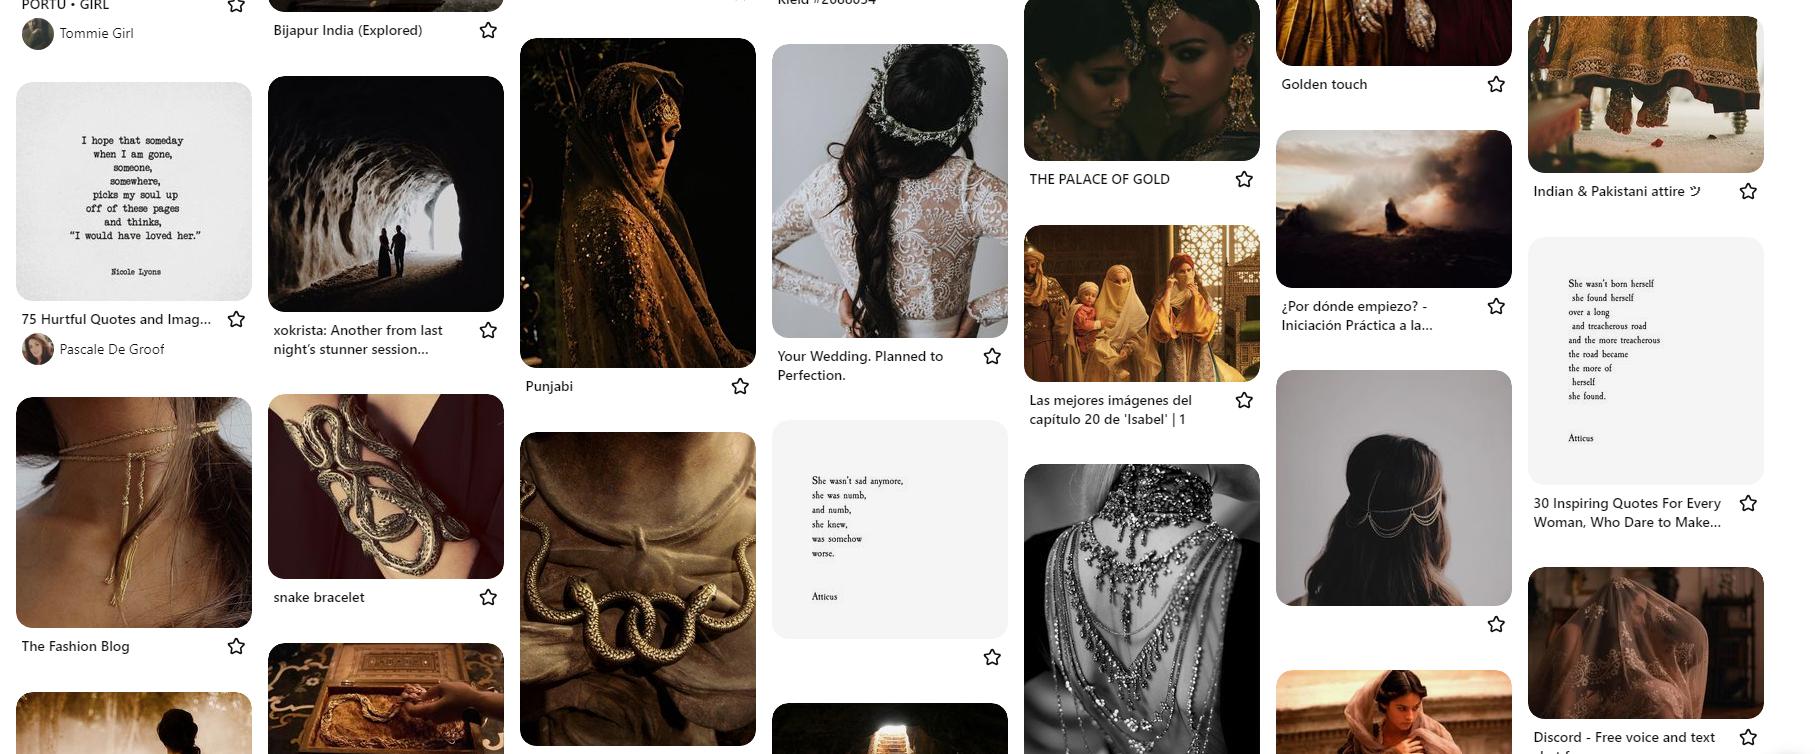 PORTU • GIRL
Tommie Girl
I hope that someday
when I am gone,
someone,
somewhere,
picks my soul up
off of these pages
and thinks,
“I would have loved her.”
Nicole Lyons
75 Hurtful Quotes and Imag...
Pascale De Groof
The Fashion Blog
Bijapur India (Explored)
xokrista: Another from last
night’s stunner session...
snake bracelet
Punjabi
Your Wedding. Planned to
Perfection.
She wasn't sad anymore,
she was numb,
and numb,
she knew,
was somehow
worse.
Atticus
THE PALACE OF GOLD
Las mejores imágenes del
capítulo 20 de 'Isabel' | 1
Golden touch
¿Por dónde empiezo? -
Iniciación Práctica a la...
Indian & Pakistani attire ツ
She wasn't born herself
she found herself
over a long
and treacherous road
and the more treacherous
the road became
the more of
herself
she found.
Atticus
30 Inspiring Quotes For Every
Woman, Who Dare to Make...
Discord - Free voice and text